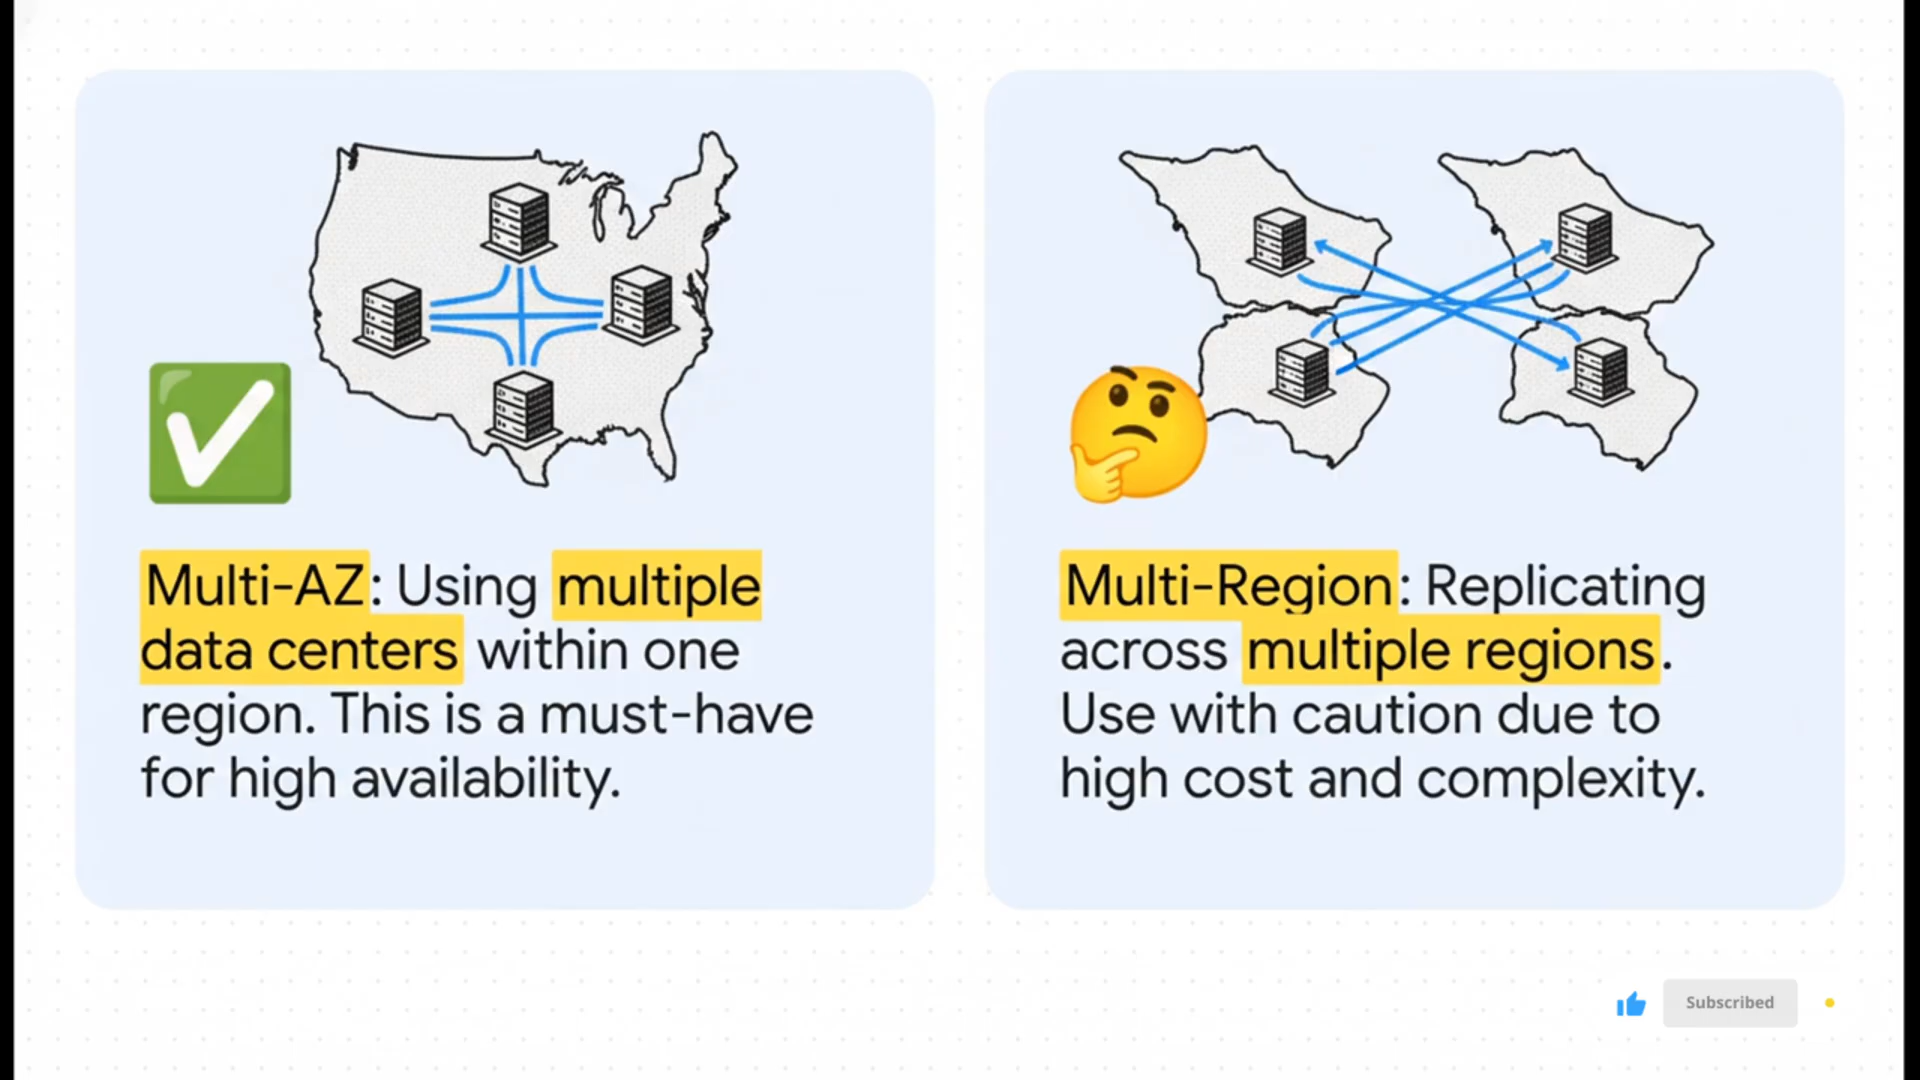 Multi-AZ: Using multiple
data centers within one
region. This is a must-have
for high availability.
Multi-Region: Replicating
across multiple regions.
Use with caution due to
high cost and complexity.
Subscribed